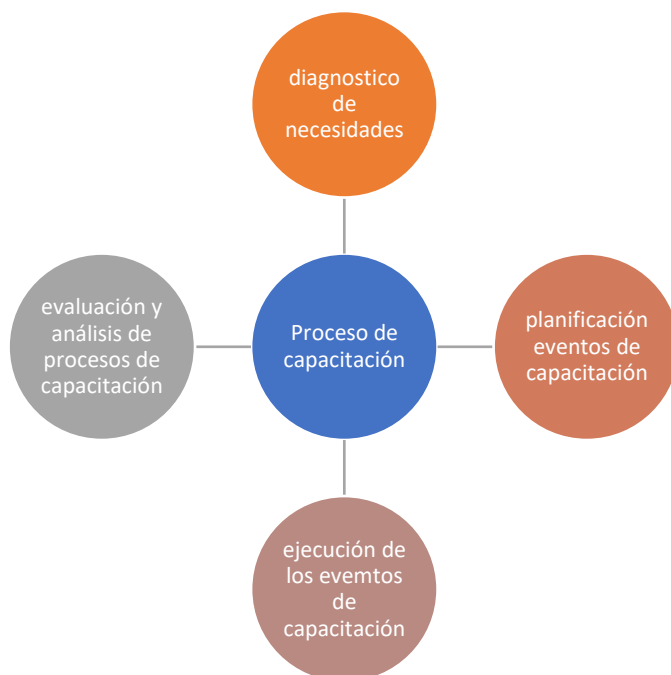 diagnostico
de
necesidades
evaluación y
análisis de
procesos de
capacitación
Proceso de
capacitación
planificación
eventos de
capacitación
ejecución de
los evemtos
de
capacitación